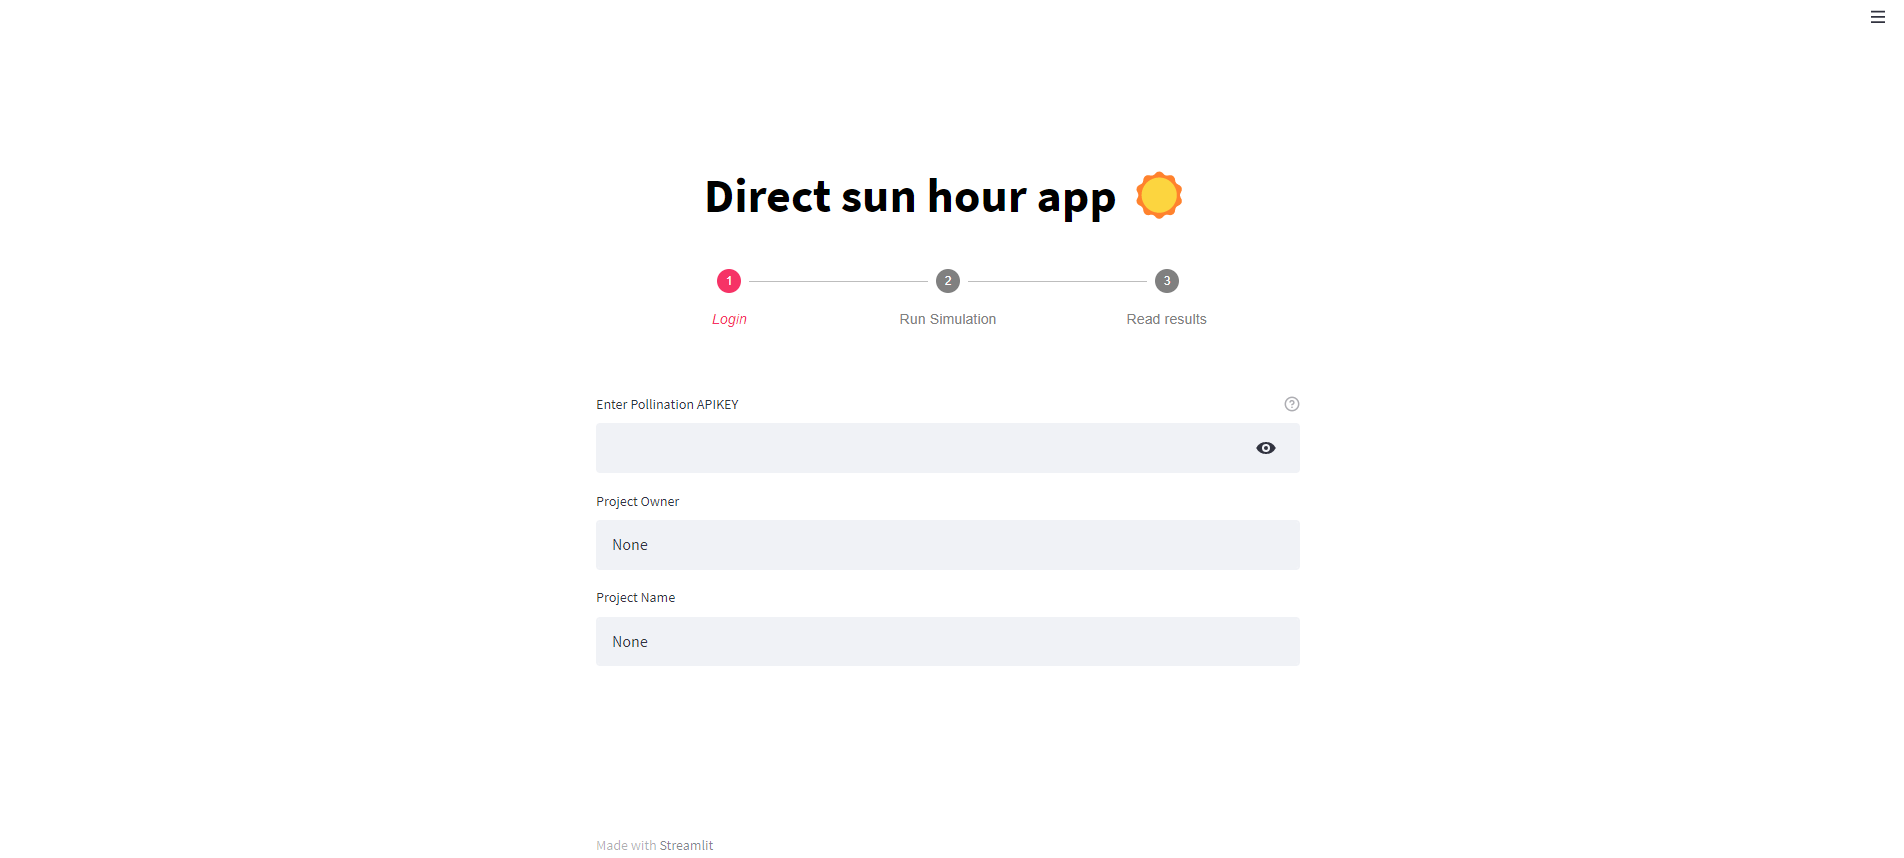 Direct sun hour app
1 2 3
Login Run Simulation Read results
Enter Pollination APIKEY
Project Owner
None
Project Name
None
Made with Streamlit